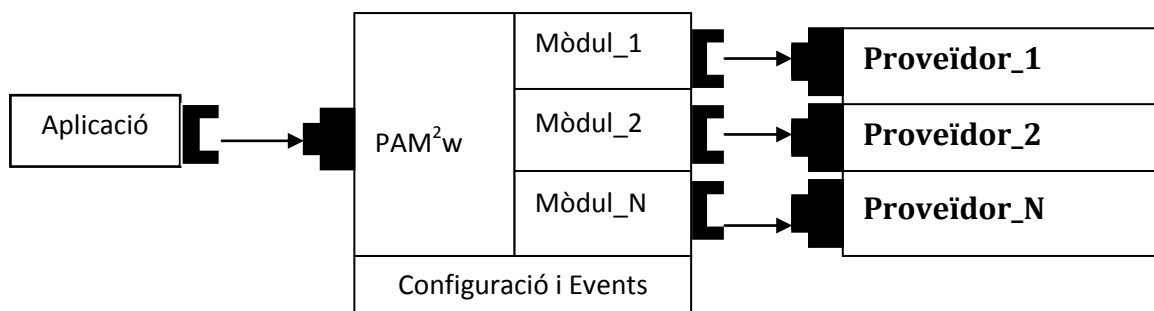 Aplicació
PAM²w
Mòdul_1
Mòdul_2
Mòdul_N
Configuració i Events
Proveïdor_1
Proveïdor_2
Proveïdor_N